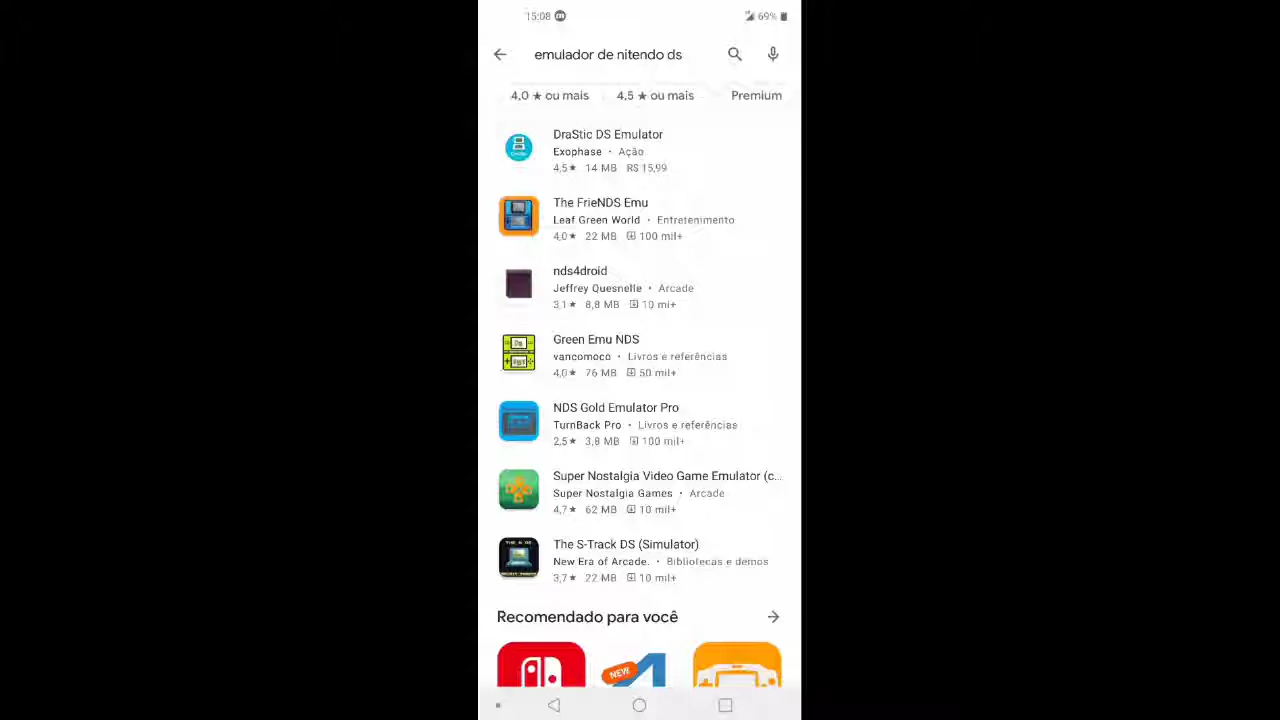 15:08 69%
emulador de nitendo ds
4,0 ★ ou mais 4,5 ★ ou mais Premium
DraStic DS Emulator
Exophase • Ação
4,5★ 14 MB R$ 15,99
The FrieNDS Emu
Leaf Green World • Entretenimento
4,0★ 22 MB 100 mil+
nds4droid
Jeffrey Quesnelle • Arcade
3,1★ 8,8 MB 10 mi+
Green Emu NDS
vancomoco • Livros e referências
4,0★ 76 MB 50 mil+
NDS Gold Emulator Pro
TurnBack Pro • Livros e referências
2,5★ 3,8 MB 100 mil+
Super Nostalgia Video Game Emulator (c...
Super Nostalgia Games • Arcade
4,7★ 62 MB 10 mil+
The S-Track DS (Simulator)
New Era of Arcade. • Bibliotecas e demos
3,7★ 22 MB 10 mil+
Recomendado para você
NEW